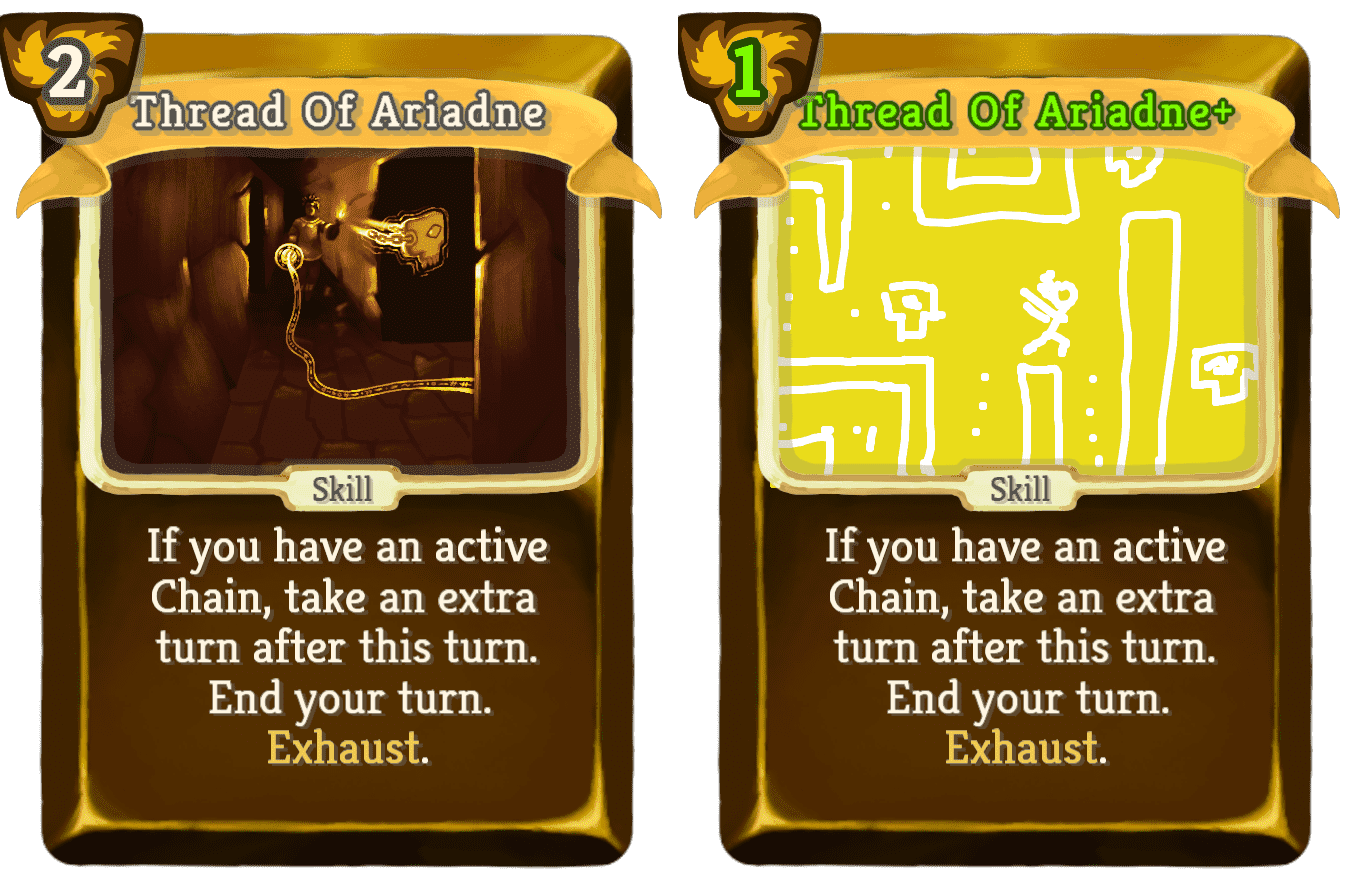 2
Thread Of Ariadne
Skill
If you have an active
Chain, take an extra
turn after this turn.
End your turn.
Exhaust.
1
Thread Of Ariadne+
Skill
If you have an active
Chain, take an extra
turn after this turn.
End your turn.
Exhaust.